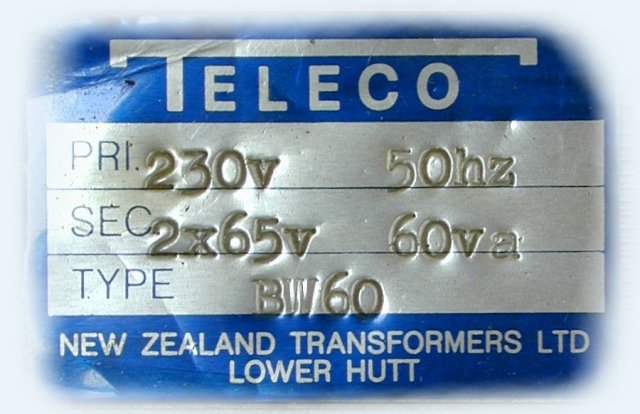 TELECO
PRI. 230v 50hz
SEC 2x65v 60va
TYPE BW60
NEW ZEALAND TRANSFORMERS LTD
LOWER HUTT